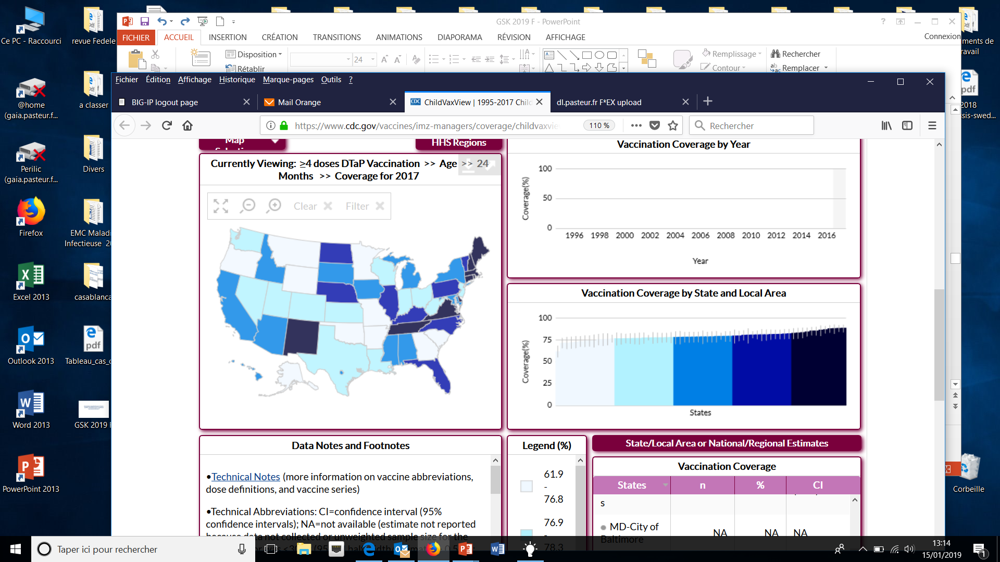 Ce PC - Raccourci
revue Fedele
@home
(gaia.pasteur.f...
a classer
Perilic
(gaia.pasteur.f...
Divers
Firefox
EMC Maladi
Infectieuse 20
Excel 2013
casablanca
Outlook 2013
Tableau_cas_c
Word 2013
GSK 2019
PowerPoint 2013
GSK 2019 F - PowerPoint
?
FICHIER
ACCUEIL
INSERTION
CRÉATION
TRANSITIONS
ANIMATIONS
DIAPORAMA
RÉVISION
AFFICHAGE
Connexion
Disposition
Rétablir
24
Remplissage
Contour
Rechercher
Remplacer
Fichier Édition Affichage Historique Marque-pages Outils ?
BIG-IP logout page
Mail Orange
CDC ChildVaxView | 1995-2017 Chil
dl.pasteur.fr F*EX upload
https://www.cdc.gov/vaccines/imz-managers/coverage/childvaxvie
110 %
Rechercher
Map
HHS Regions
Currently Viewing: ≥4 doses DTaP Vaccination >> Age >> 24
Months >> Coverage for 2017
Clear
Filter
Vaccination Coverage by Year
Coverage(%)
100
50
0
1996 1998 2000 2002 2004 2006 2008 2010 2012 2014 2016
Year
Vaccination Coverage by State and Local Area
Coverage(%)
100
75
50
25
0
States
Data Notes and Footnotes
•Technical Notes (more information on vaccine abbreviations,
dose definitions, and vaccine series)
•Technical Abbreviations: CI=confidence interval (95%
confidence intervals); NA=not available (estimate not reported
because data not collected or unweighted sample size for the
Legend (%)
61.9
-
76.8
76.9
-
78.3
State/Local Area or National/Regional Estimates
Vaccination Coverage
States n % CI
s
MD-City of
Baltimore
NA NA NA
ments de
ravail
pdf
2018
sis-swed...
Corbeille
Taper ici pour rechercher
13:14
15/01/2019
1